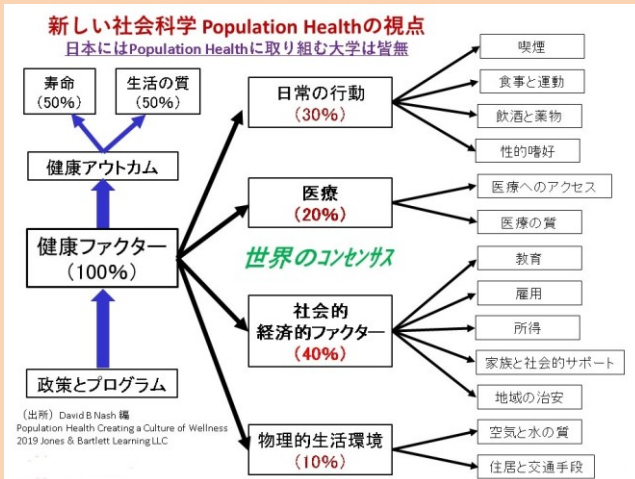 新しい社会科学 Population Healthの視点
日本にはPopulation Healthに取り組む大学は皆無
寿命
(50%)
生活の質
(50%)
健康アウトカム
健康ファクター
(100%)
政策とプログラム
(出所) David B Nash 編
Population Health Creating a Culture of Wellness
2019 Jones & Bartlett Learning LLC
日常の行動
(30%)
喫煙
食事と運動
飲酒と薬物
性的嗜好
医療
(20%)
医療へのアクセス
医療の質
世界のコンセンサス
社会的
経済的ファクター
(40%)
教育
雇用
所得
家族と社会的サポート
地域の治安
物理的生活環境
(10%)
空気と水の質
住居と交通手段